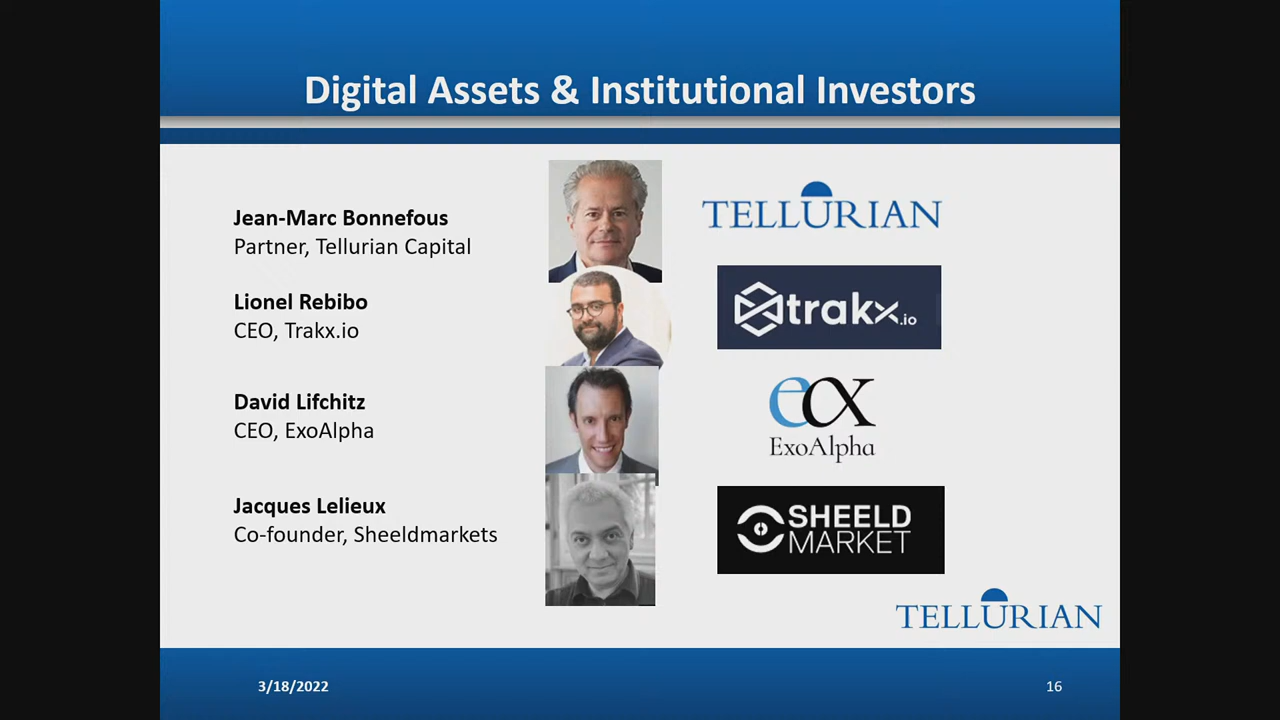 Digital Assets & Institutional Investors
Jean-Marc Bonnefous
Partner, Tellurian Capital
TELLURIAN
Lionel Rebibo
CEO, Trakx.io
trakx.io
David Lifchitz
CEO, ExoAlpha
eαx
ExoAlpha
Jacques Lelieux
Co-founder, Sheeldmarkets
SHEELD
MARKET
TELLURIAN
3/18/2022
16